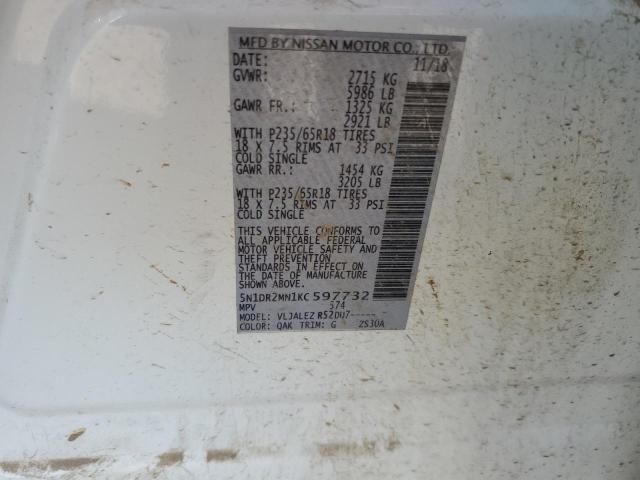 MFD BY NISSAN MOTOR CO., LTD.
DATE: 11/18
GVWR: 2715 KG
5986 LB
GAWR FR.: 1325 KG
2921 LB
WITH P235/65R18 TIRES
18 X 7.5 RIMS AT 33 PSI
COLD SINGLE
GAWR RR.: 1454 KG
3205 LB
WITH P235/65R18 TIRES
18 X 7.5 RIMS AT 33 PSI
COLD SINGLE
THIS VEHICLE CONFORMS TO
ALL APPLICABLE FEDERAL
MOTOR VEHICLE SAFETY AND
THEFT PREVENTION
STANDARDS IN EFFECT ON
THE DATE OF MANUFACTURE
SHOWN ABOVE
5N1DR2MN1KC597732
MPV 574
MODEL: VLJALEZ R52DU7-----
COLOR: QAK TRIM: G ZS30A